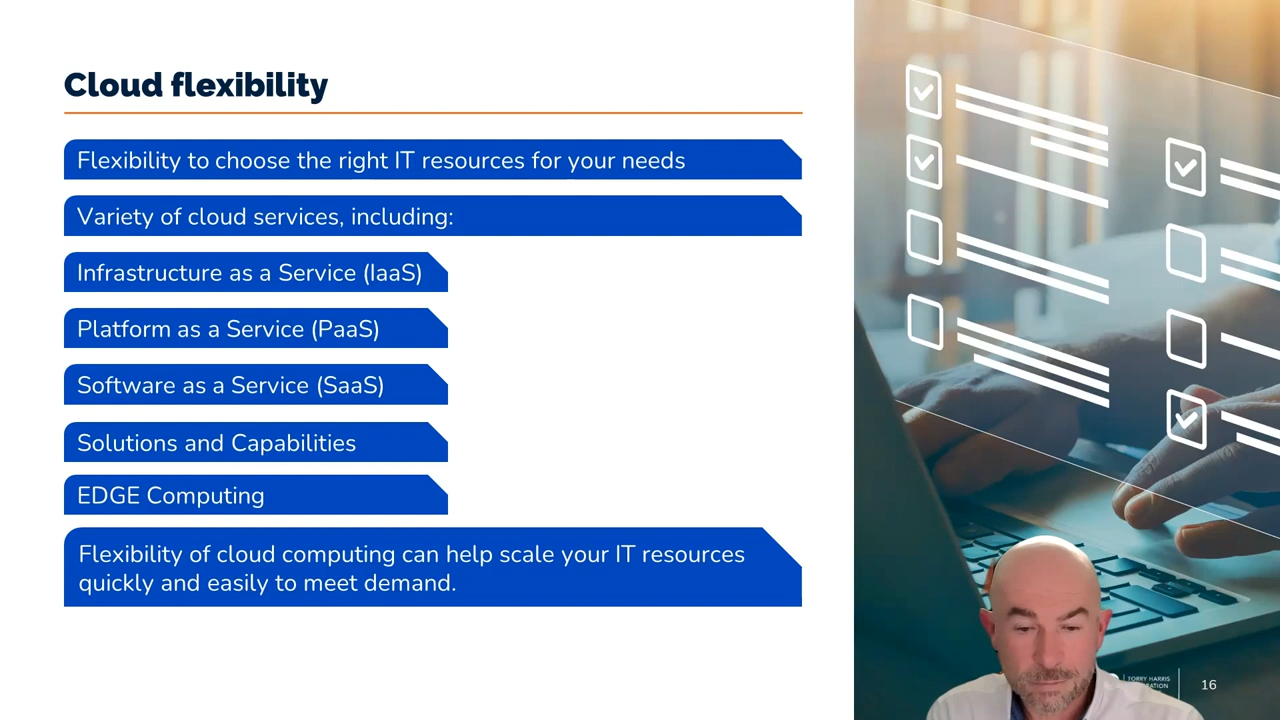 Cloud flexibility
Flexibility to choose the right IT resources for your needs
Variety of cloud services, including:
Infrastructure as a Service (IaaS)
Platform as a Service (PaaS)
Software as a Service (SaaS)
Solutions and Capabilities
EDGE Computing
Flexibility of cloud computing can help scale your IT resources
quickly and easily to meet demand.
TORRY HARRIS
16